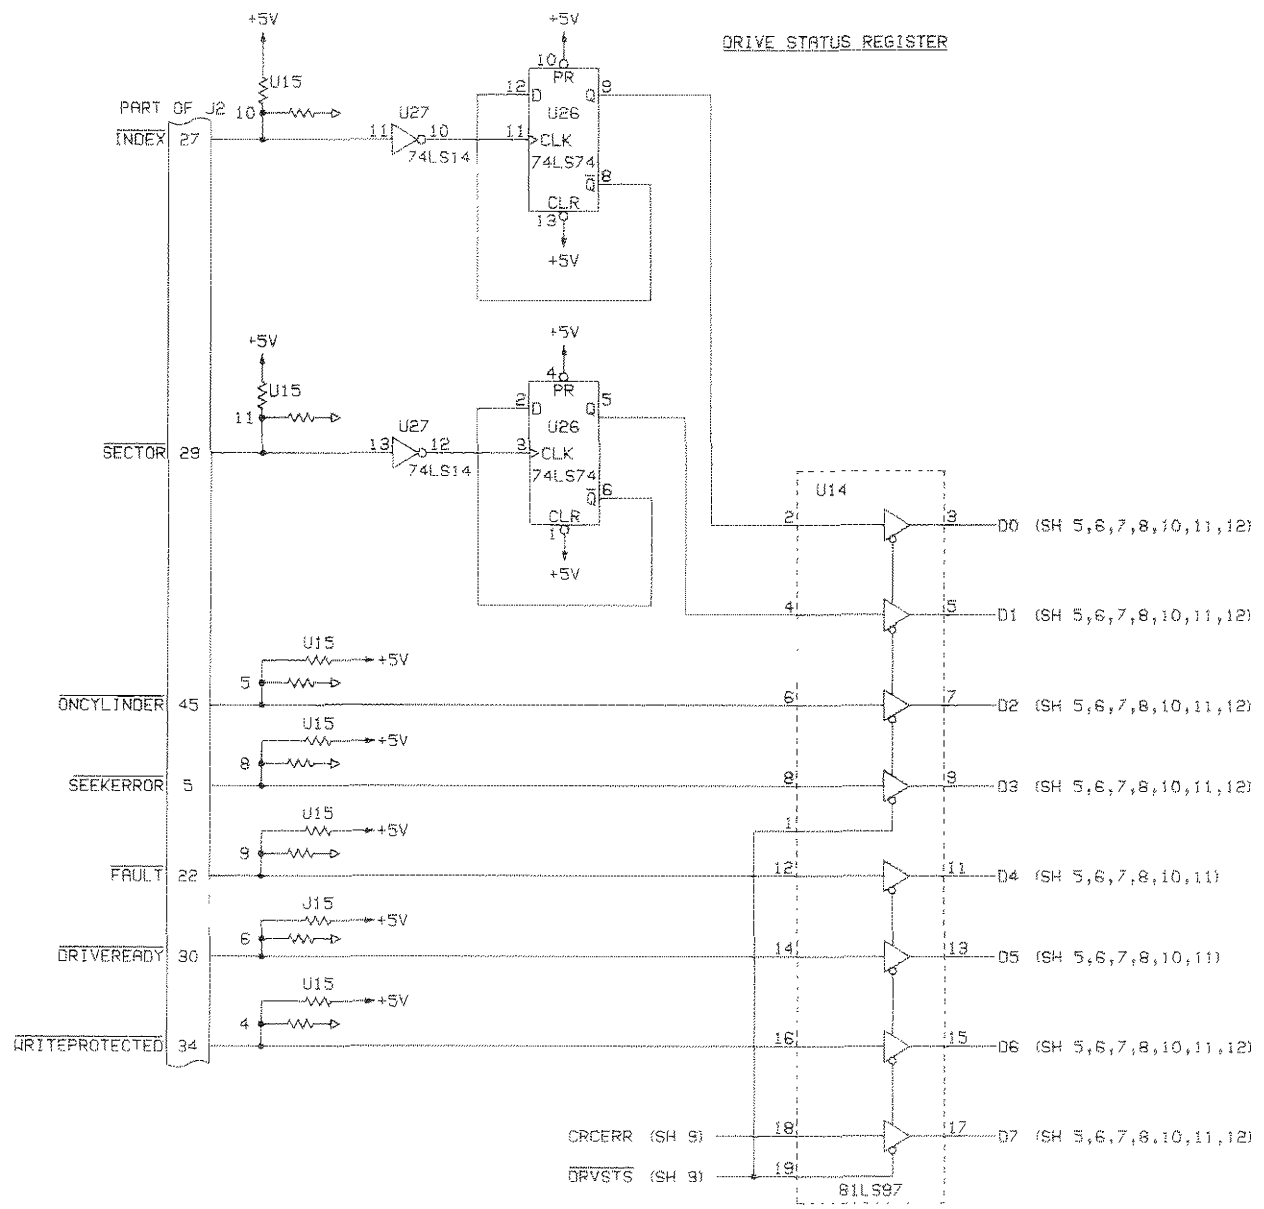 DRIVE STATUS REGISTER
+5V
+5V
U15
10
PR
12
D
Q
9
U26
PART OF J2
10
U27
INDEX
27
11
10
11
CLK
74LS14
74LS74
Q
8
CLR
13
+5V
+5V
+5V
U15
4
PR
2
D
Q
5
11
U27
U26
SECTOR
29
13
12
3
CLK
74LS14
74LS74
Q
6
CLR
1
+5V
U14
2
3
D0 (SH 5,6,7,8,10,11,12)
4
5
D1 (SH 5,6,7,8,10,11,12)
U15
+5V
5
ONCYLINDER
45
6
7
D2 (SH 5,6,7,8,10,11,12)
U15
+5V
8
SEEKERROR
5
8
9
D3 (SH 5,6,7,8,10,11,12)
U15
+5V
1
9
FAULT
22
12
11
D4 (SH 5,6,7,8,10,11)
U15
+5V
6
DRIVEREADY
30
14
13
D5 (SH 5,6,7,8,10,11)
U15
+5V
4
WRITEPROTECTED
34
16
15
D6 (SH 5,6,7,8,10,11,12)
CRCERR (SH 9)
18
17
D7 (SH 5,6,7,8,10,11,12)
DRVSTS (SH 9)
19
81LS97